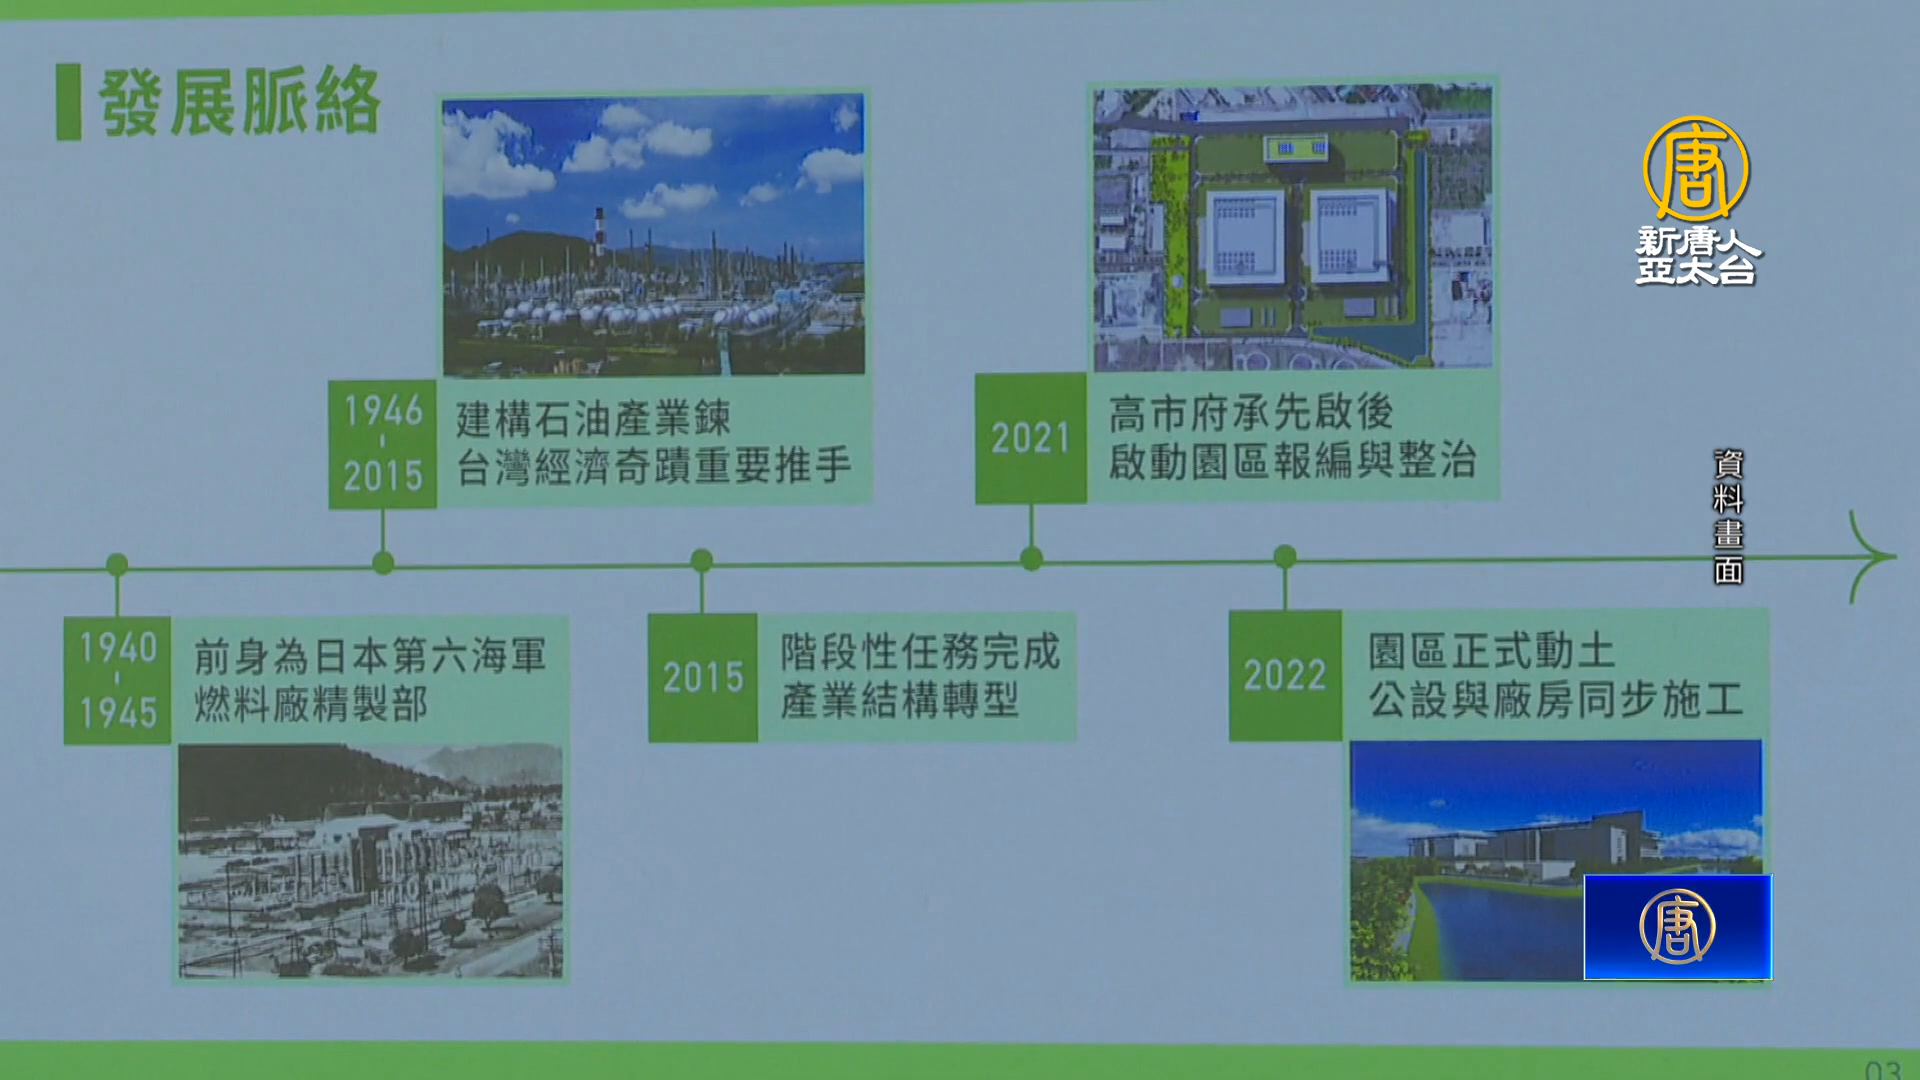 發展脈絡
1946
-
2015
建構石油產業鍊
台灣經濟奇蹟重要推手
2021
高市府承先啟後
啟動園區報編與整治
1940
-
1945
前身為日本第六海軍
燃料廠精製部
2015
階段性任務完成
產業結構轉型
2022
園區正式動土
公設與廠房同步施工
唐
新唐人
亞太台
資料畫面
唐
03